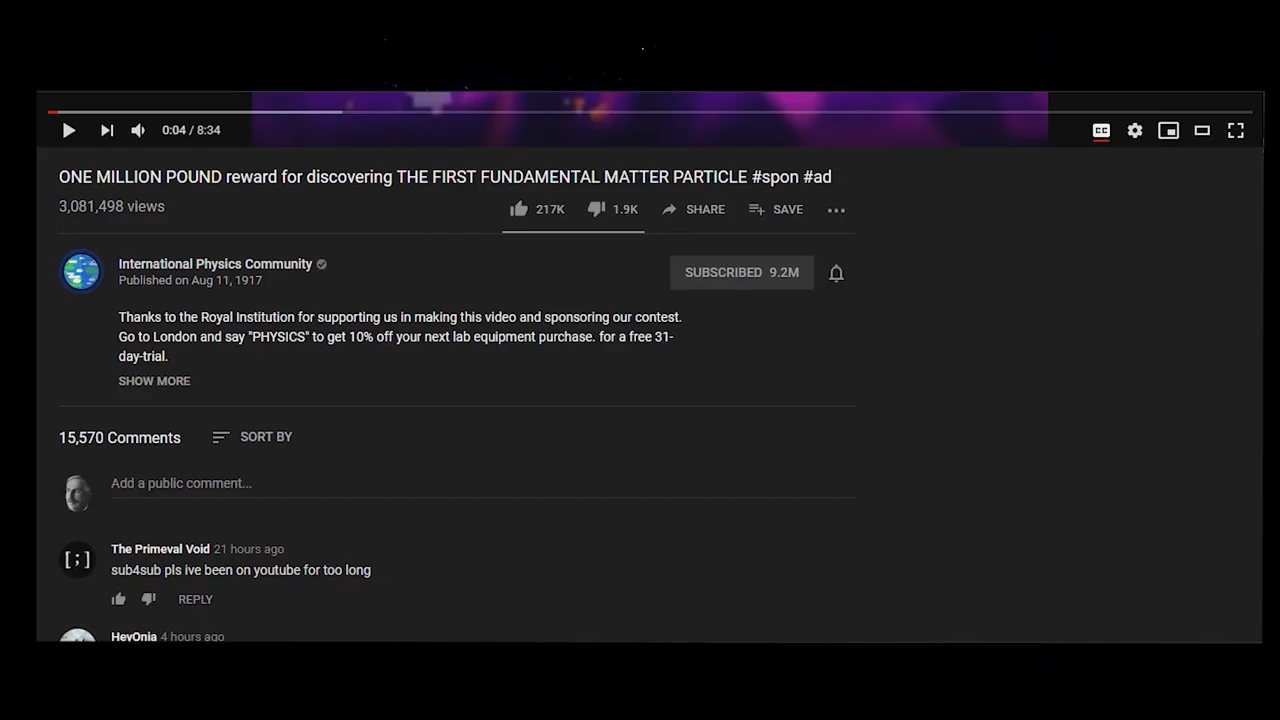 0:04 / 8:34
CC
ONE MILLION POUND reward for discovering THE FIRST FUNDAMENTAL MATTER PARTICLE #spon #ad
3,081,498 views
217K 1.9K SHARE SAVE
International Physics Community
Published on Aug 11, 1917
SUBSCRIBED 9.2M
Thanks to the Royal Institution for supporting us in making this video and sponsoring our contest.
Go to London and say "PHYSICS" to get 10% off your next lab equipment purchase. for a free 31-
day-trial.
SHOW MORE
15,570 Comments SORT BY
Add a public comment...
[;] The Primeval Void 21 hours ago
sub4sub pls ive been on youtube for too long
REPLY
HeyOnia 4 hours ago